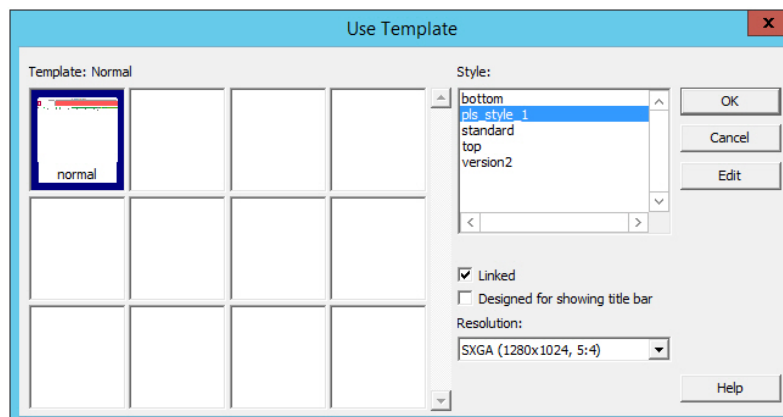 Use Template
x
Template: Normal
normal
Style:
bottom
pls_style_1
standard
top
version2
OK
Cancel
Edit
Linked
Designed for showing title bar
Resolution:
SXGA (1280x1024, 5:4)
Help